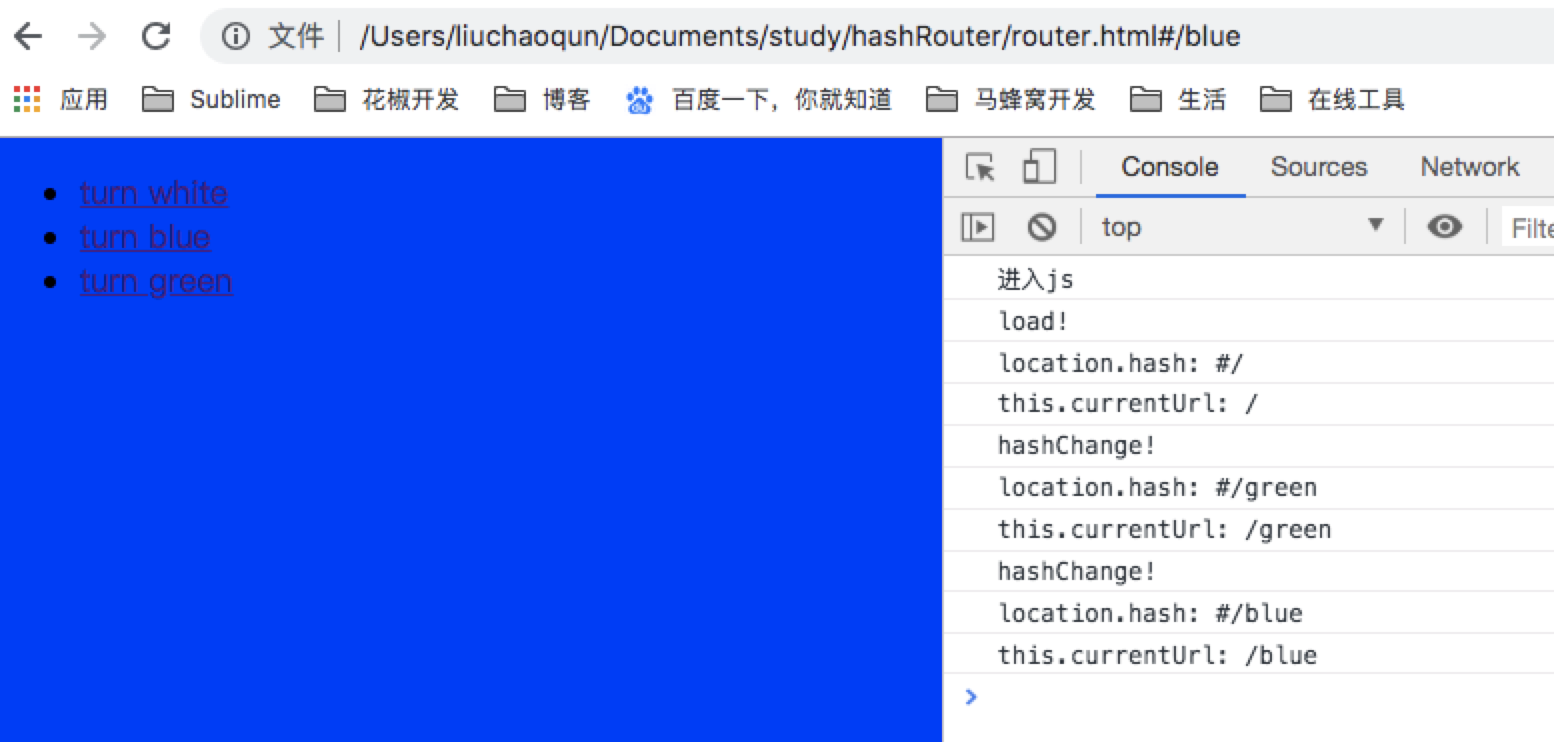 文件 /Users/liuchaoqun/Documents/study/hashRouter/router.html#/blue
应用 Sublime 花椒开发 博客 百度一下，你就知道 马蜂窝开发 生活 在线工具
turn white
turn blue
turn green
Console Sources Network
top Filte
进入js
load!
location.hash: #/
this.currentUrl: /
hashChange!
location.hash: #/green
this.currentUrl: /green
hashChange!
location.hash: #/blue
this.currentUrl: /blue